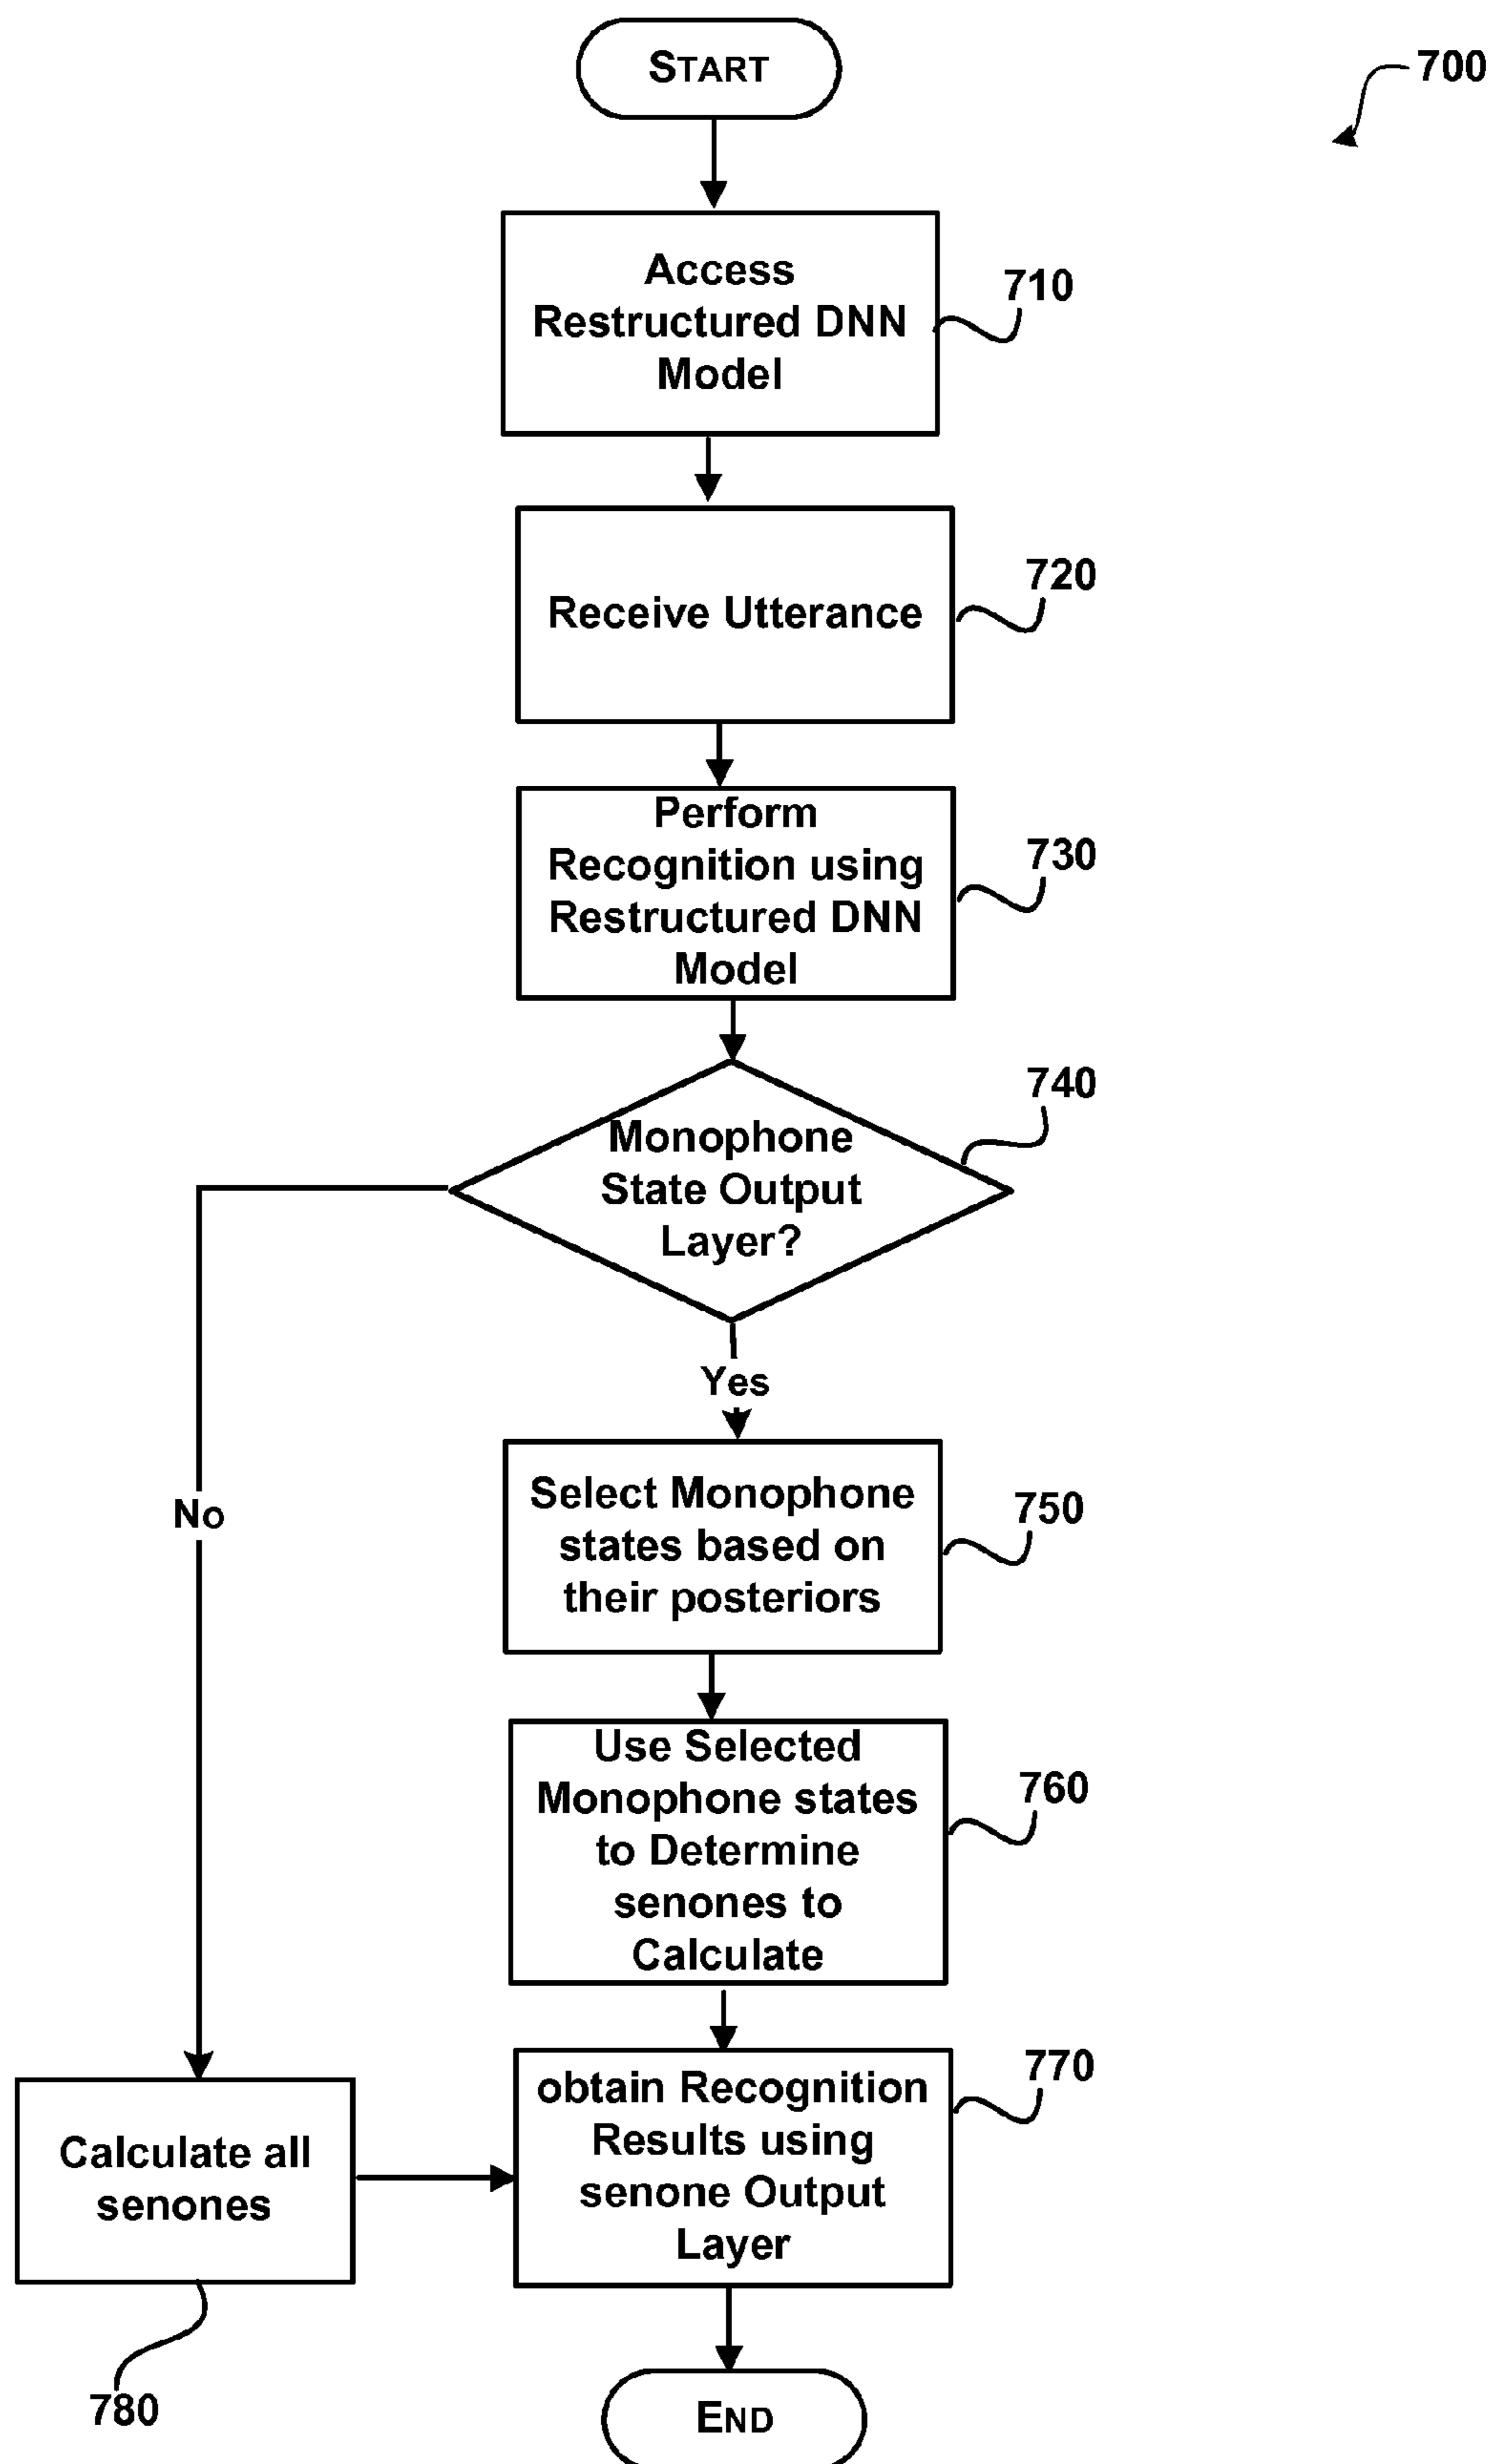 START
700
Access
Restructured DNN
Model
710
Receive Utterance
720
Perform
Recognition using
Restructured DNN
Model
730
Monophone
State Output
Layer?
740
Yes
No
Select Monophone
states based on
their posteriors
750
Use Selected
Monophone states
to Determine
senones to
Calculate
760
obtain Recognition
Results using
senone Output
Layer
770
Calculate all
senones
780
END